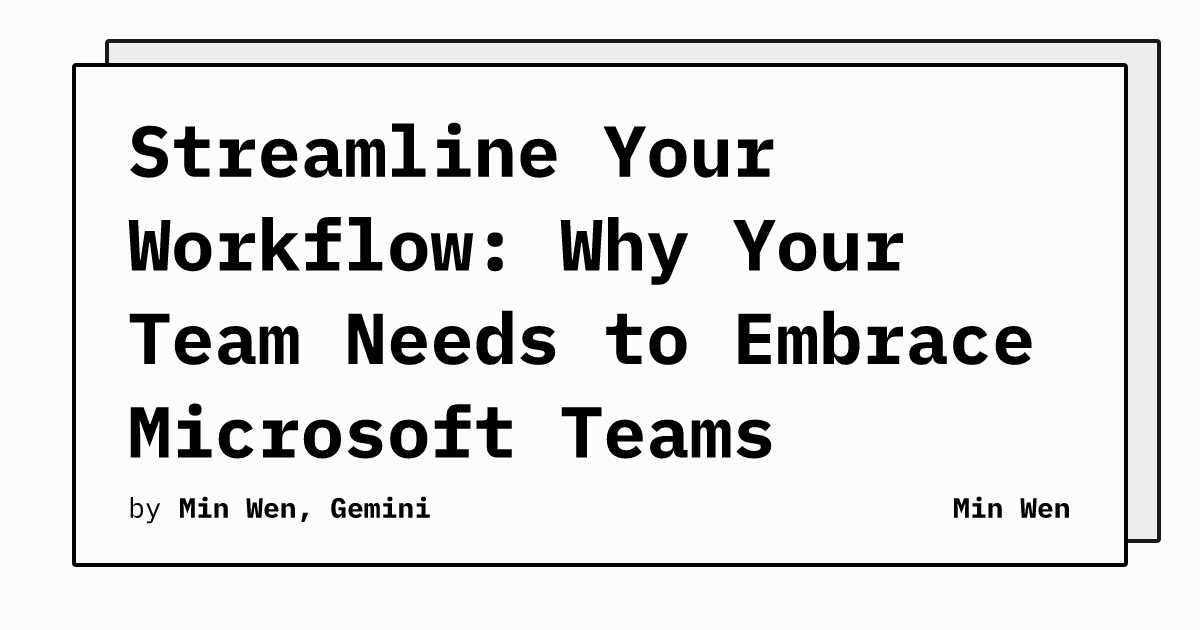 Streamline Your
Workflow: Why Your
Team Needs to Embrace
Microsoft Teams
by Min Wen, Gemini
Min Wen